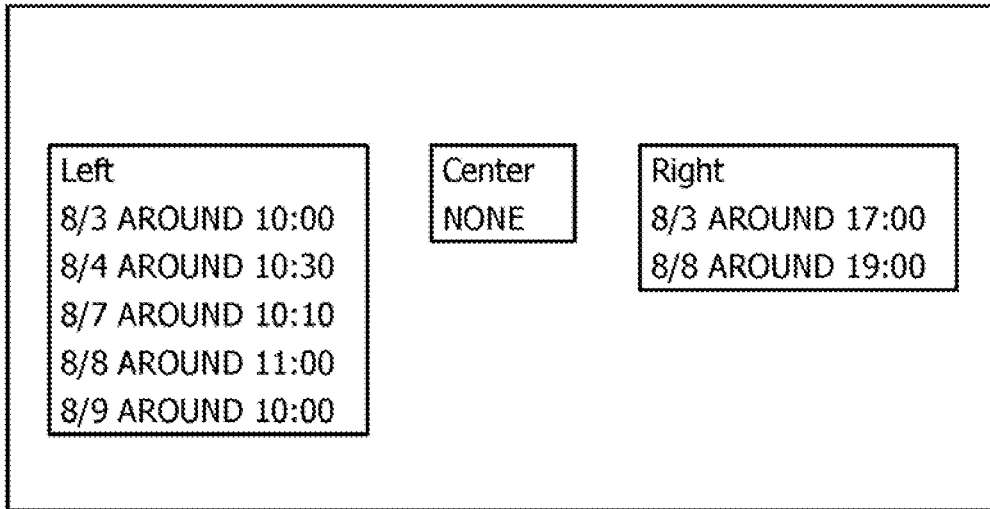 Left
8/3 AROUND 10:00
8/4 AROUND 10:30
8/7 AROUND 10:10
8/8 AROUND 11:00
8/9 AROUND 10:00
Center
NONE
Right
8/3 AROUND 17:00
8/8 AROUND 19:00